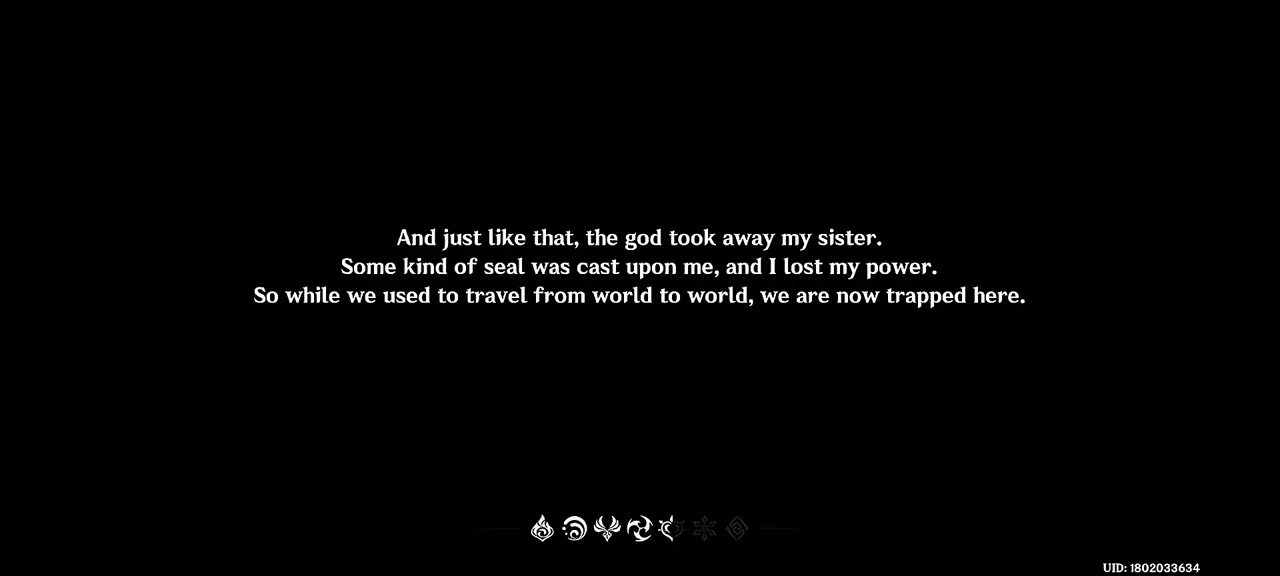 And just like that, the god took away my sister.
Some kind of seal was cast upon me, and I lost my power.
So while we used to travel from world to world, we are now trapped here.
UID: 1802033634